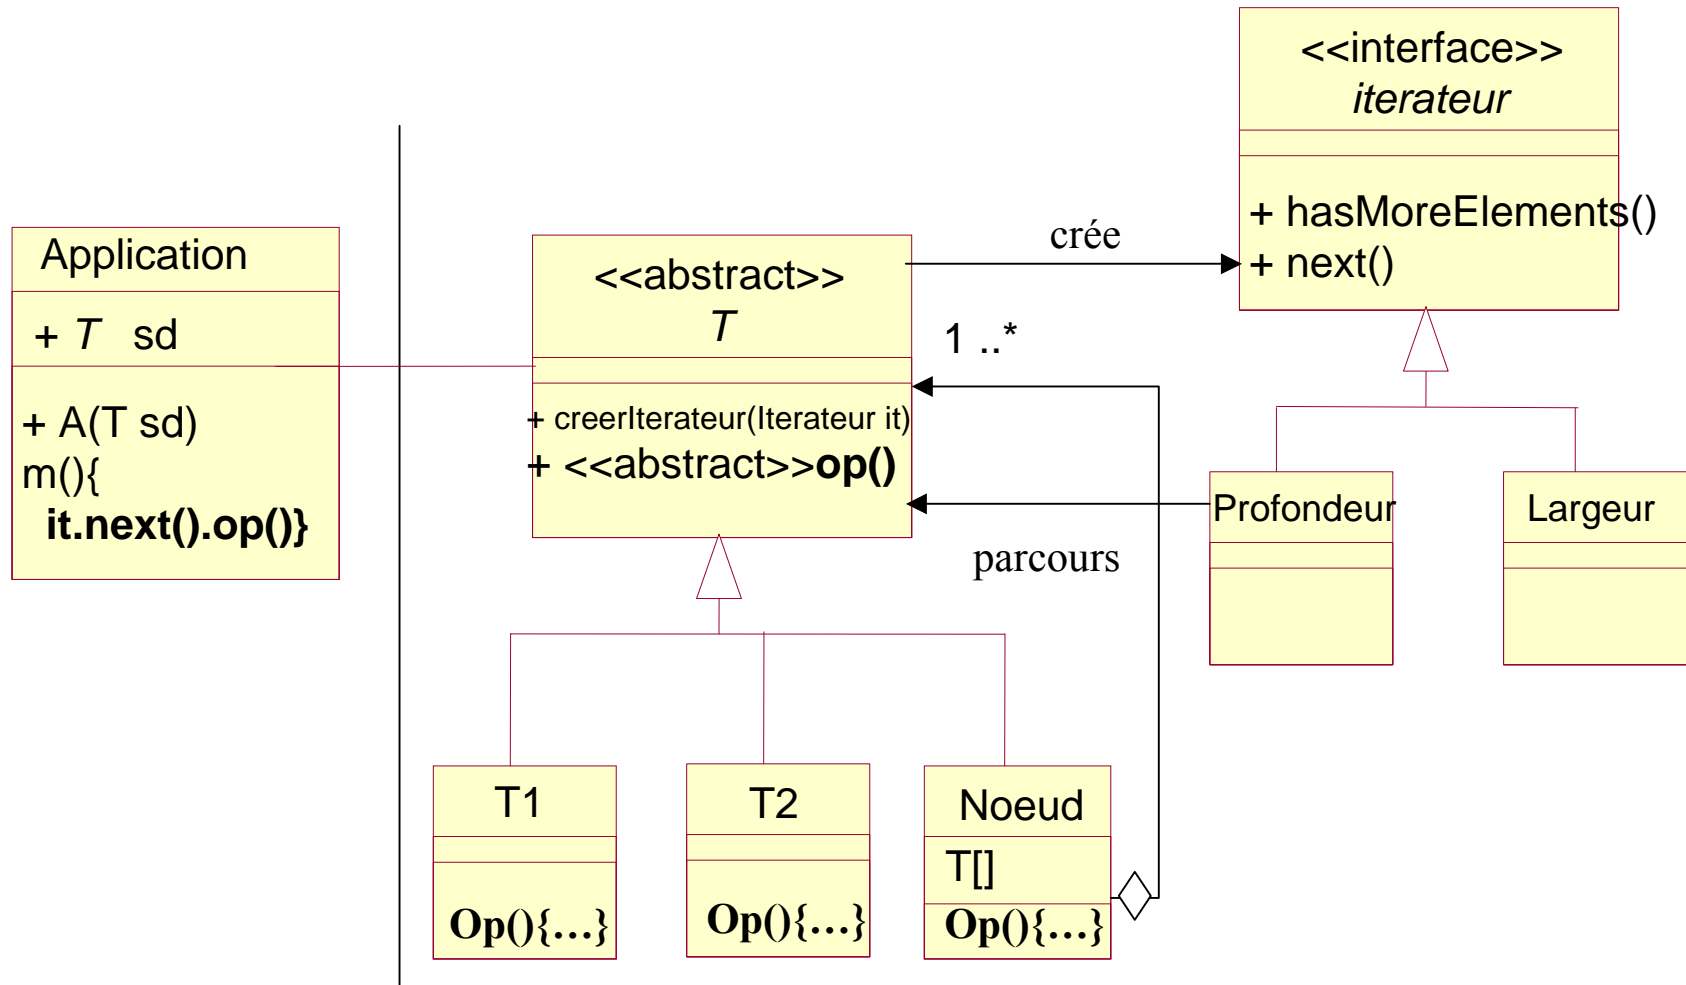 Application
+ T sd
+ A(T sd)
m(){
it.next().op()}
<<abstract>>
T
+ creerIterateur(Iterateur it)
+ <<abstract>>op()
crée
1 ..*
parcours
<<interface>>
iterateur
+ hasMoreElements()
+ next()
Profondeur
Largeur
T1
Op(){...}
T2
Op(){...}
Noeud
T[]
Op(){...}